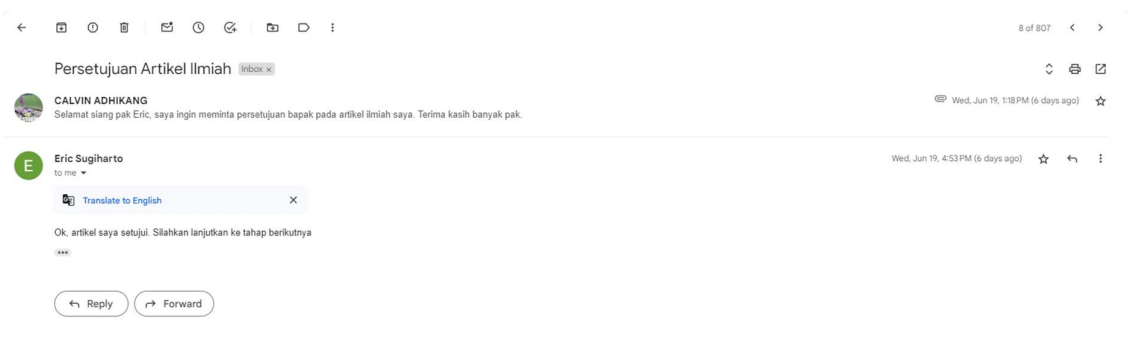 8 of 807
Persetujuan Artikel Ilmiah Inbox x
CALVIN ADHIKANG
Wed, Jun 19, 1:18 PM (6 days ago)
Selamat siang pak Eric, saya ingin meminta persetujuan bapak pada artikel ilmiah saya. Terima kasih banyak pak.
E
Eric Sugiharto
Wed, Jun 19, 4:53 PM (6 days ago)
to me
Translate to English
Ok, artikel saya setujui. Silahkan lanjutkan ke tahap berikutnya
Reply
Forward